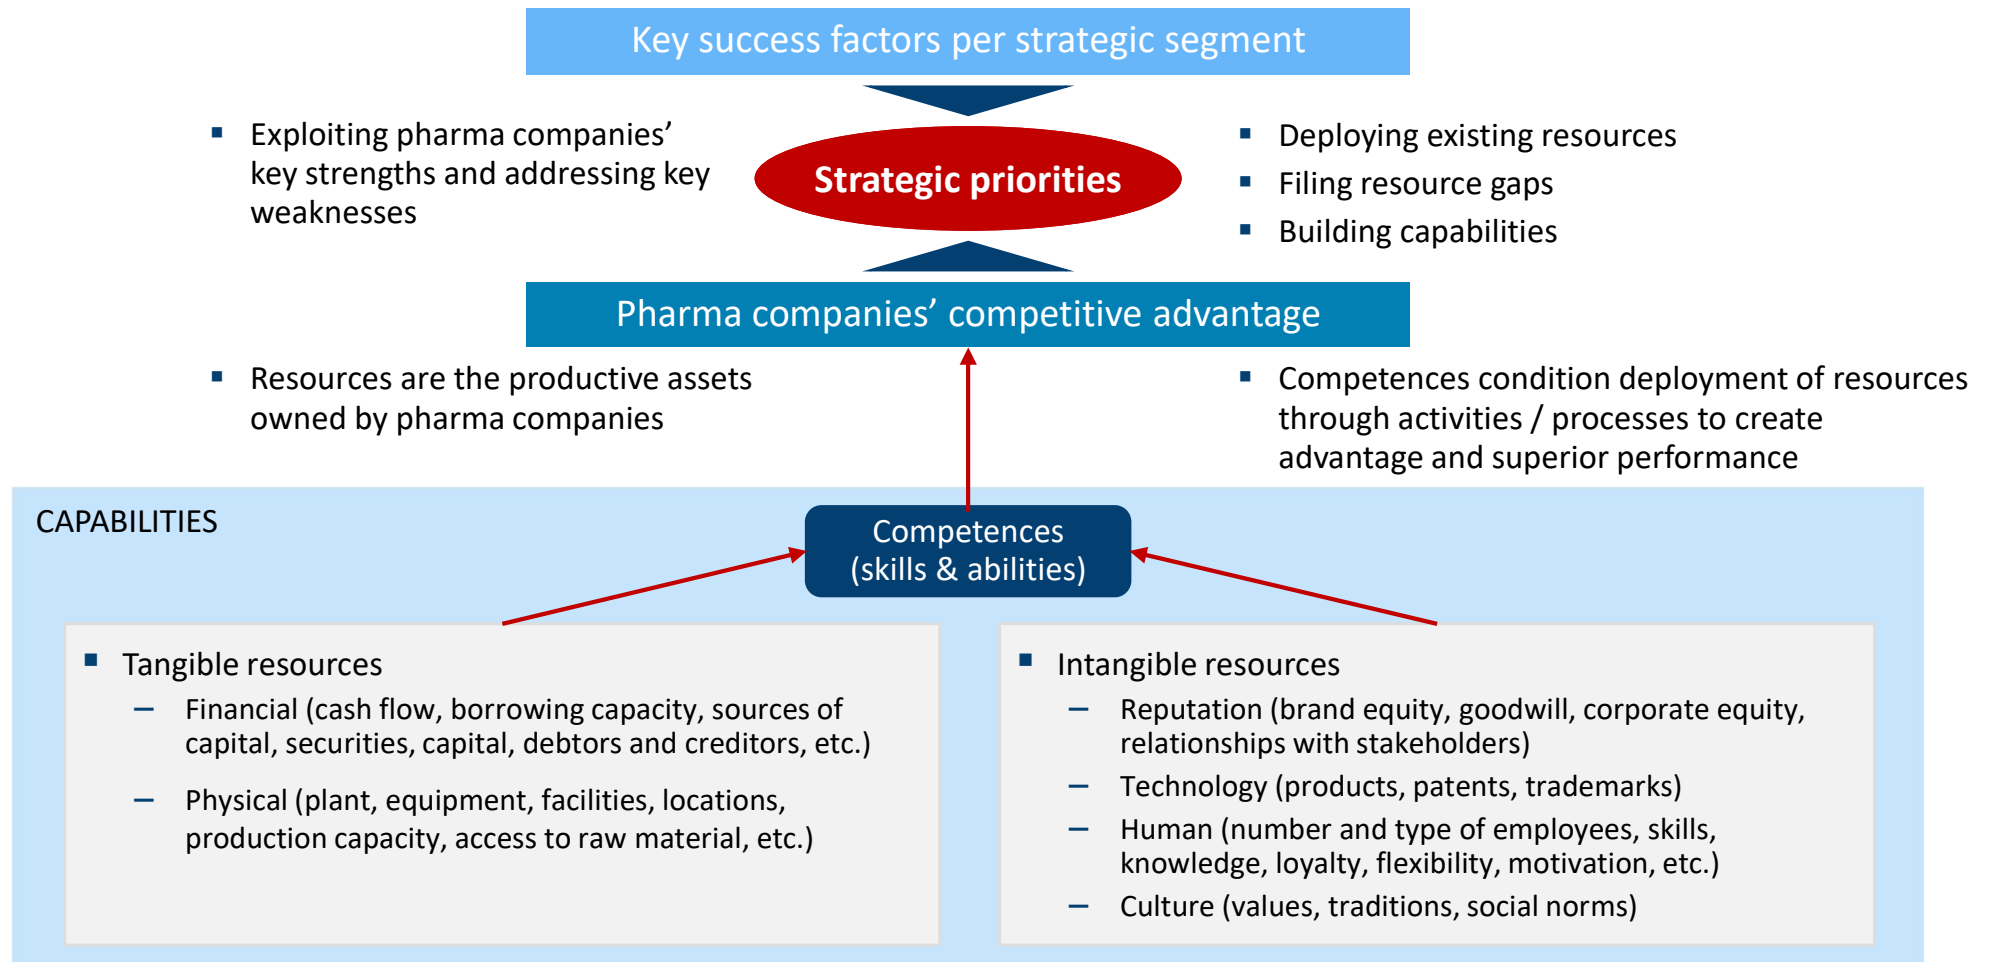 Key success factors per strategic segment
▪ Exploiting pharma companies’
key strengths and addressing key
weaknesses
Strategic priorities
▪ Deploying existing resources
▪ Filing resource gaps
▪ Building capabilities
Pharma companies’ competitive advantage
▪ Resources are the productive assets
owned by pharma companies
▪ Competences condition deployment of resources
through activities / processes to create
advantage and superior performance
CAPABILITIES
Competences
(skills & abilities)
▪ Tangible resources
– Financial (cash flow, borrowing capacity, sources of
capital, securities, capital, debtors and creditors, etc.)
– Physical (plant, equipment, facilities, locations,
production capacity, access to raw material, etc.)
▪ Intangible resources
– Reputation (brand equity, goodwill, corporate equity,
relationships with stakeholders)
– Technology (products, patents, trademarks)
– Human (number and type of employees, skills,
knowledge, loyalty, flexibility, motivation, etc.)
– Culture (values, traditions, social norms)